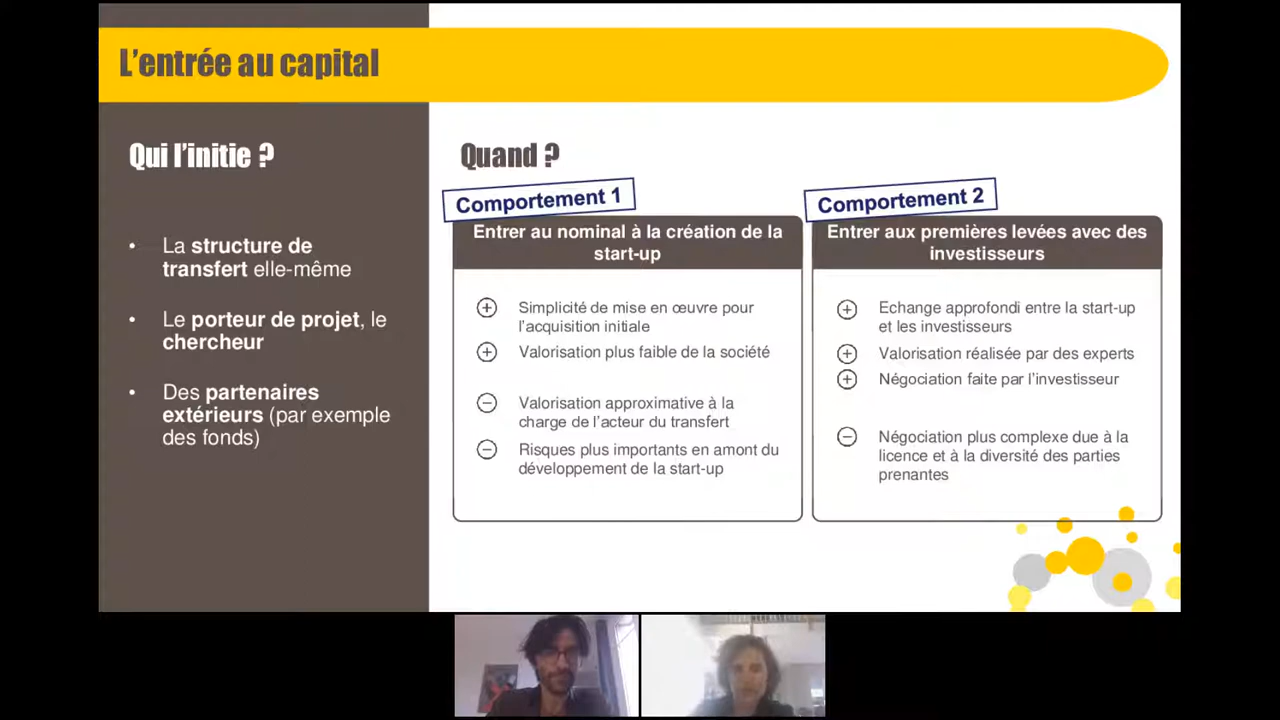 L'entrée au capital
Qui l'initie ?
• La structure de
transfert elle-même
• Le porteur de projet, le
chercheur
• Des partenaires
extérieurs (par exemple
des fonds)
Quand ?
Comportement 1
Entrer au nominal à la création de la
start-up
Simplicité de mise en œuvre pour
l'acquisition initiale
Valorisation plus faible de la société
Valorisation approximative à la
charge de l'acteur du transfert
Risques plus importants en amont du
développement de la start-up
Comportement 2
Entrer aux premières levées avec des
investisseurs
Echange approfondi entre la start-up
et les investisseurs
Valorisation réalisée par des experts
Négociation faite par l'investisseur
Négociation plus complexe due à la
licence et à la diversité des parties
prenantes